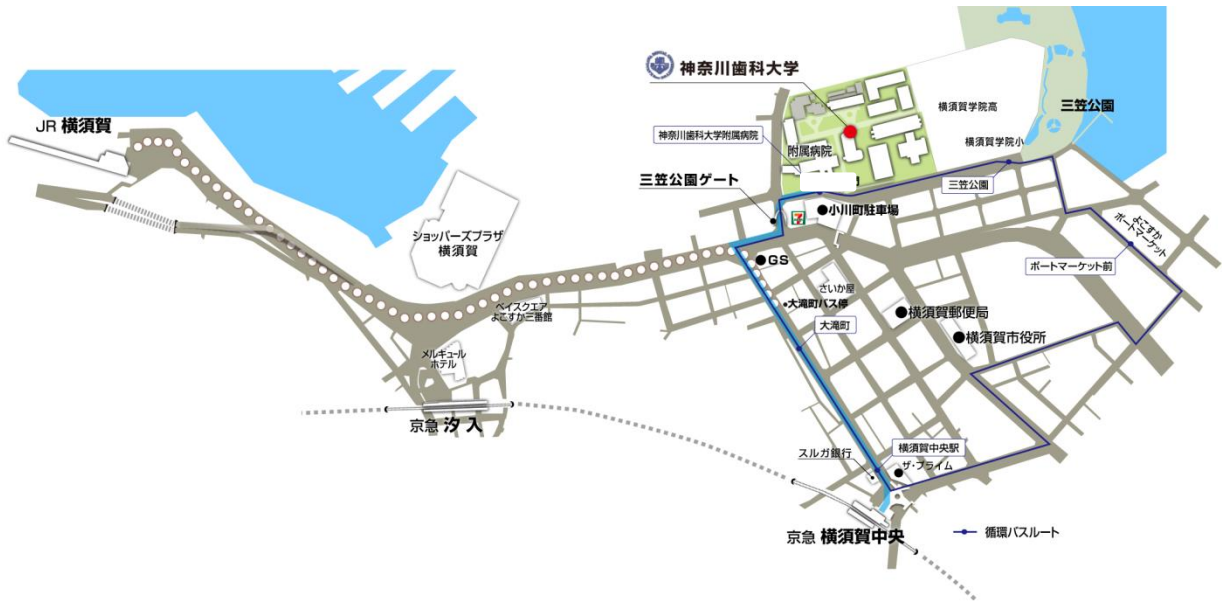 神奈川歯科大学
JR 横須賀
横須賀学院高
三笠公園
神奈川歯科大学附属病院
横須賀学院小
附属病院
三笠公園ゲート
三笠公園
小川町駐車場
7
ショッパーズプラザ
横須賀
よこすか
ポートマーケット
GS
ポートマーケット前
さいか屋
大滝町バス停
ベイスクエア
よこすか三番館
横須賀郵便局
大滝町
横須賀市役所
メルキュール
ホテル
京急 汐入
横須賀中央駅
スルガ銀行
ザ・プライム
京急 横須賀中央
循環バスルート